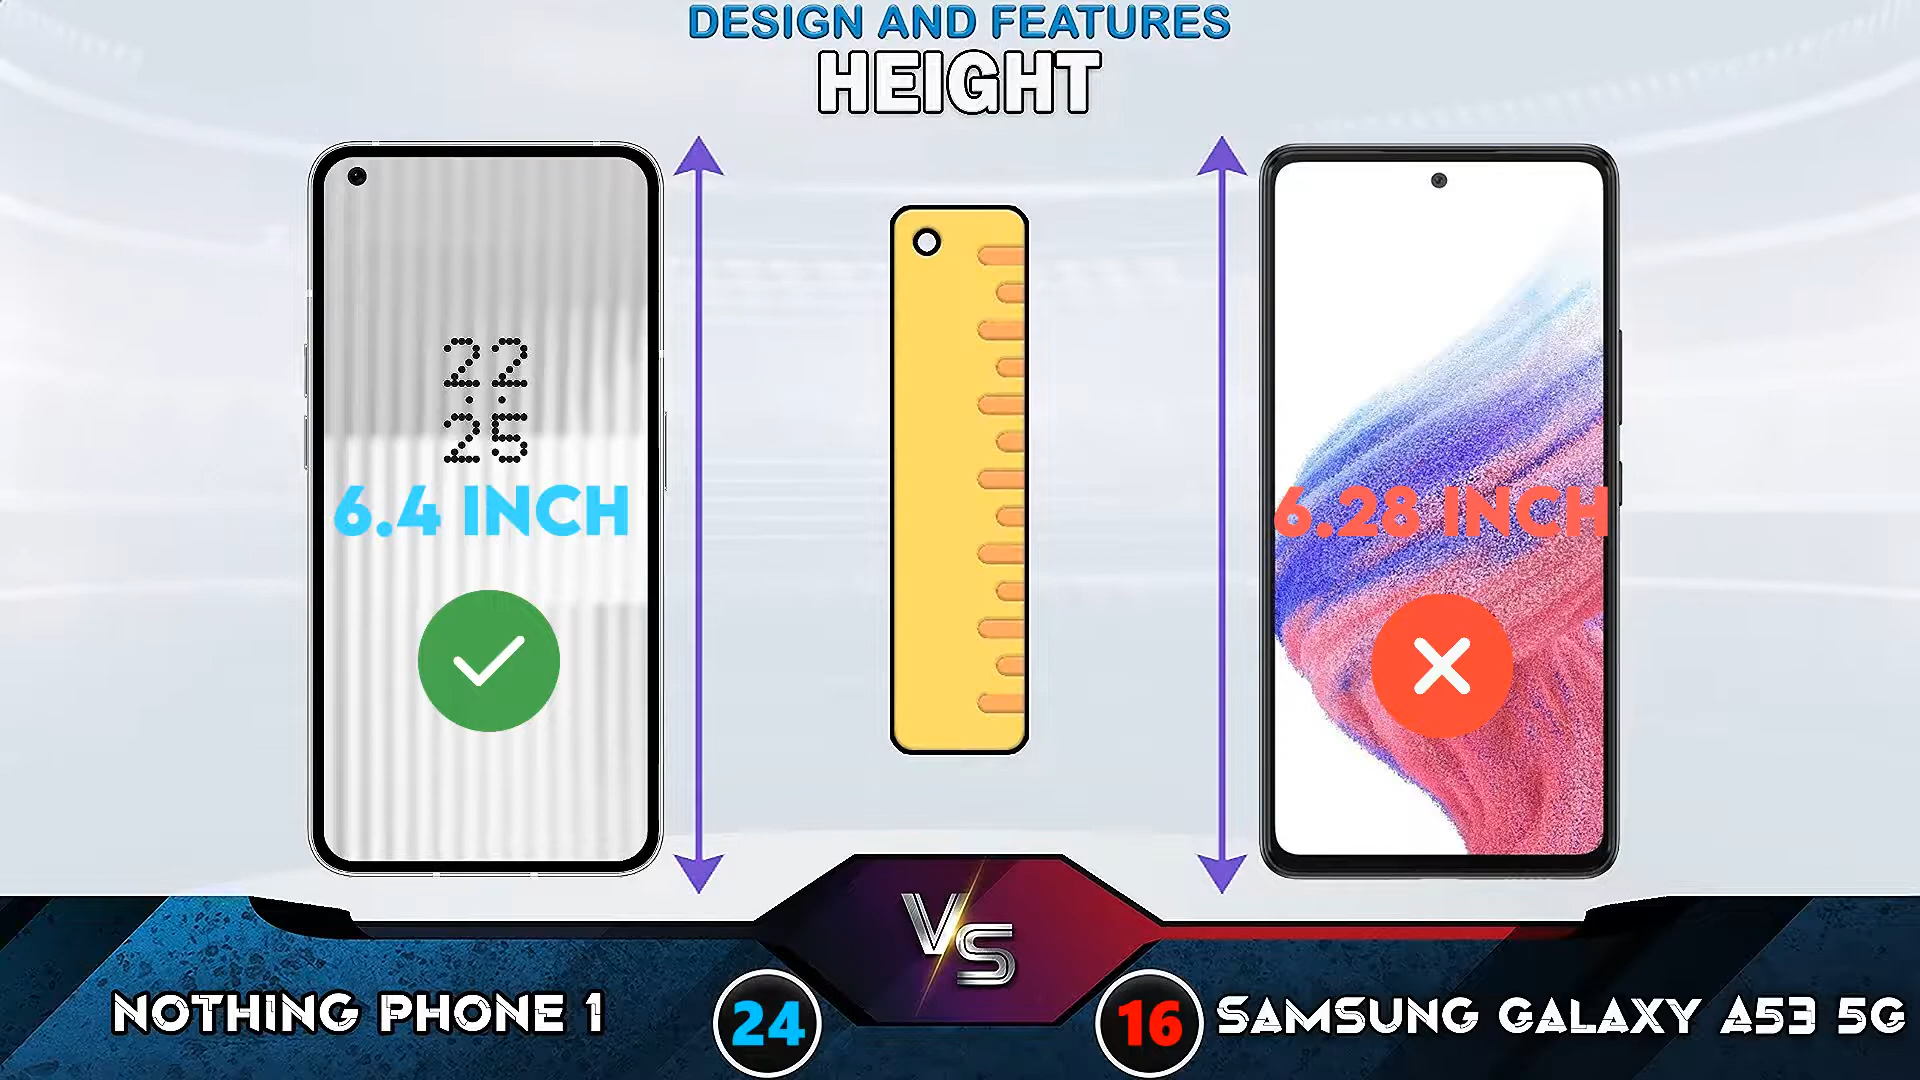 DESIGN AND FEATURES
HEIGHT
22
25
6.4 INCH
6.28 INCH
VS
NOTHING PHONE 1
24
16
SAMSUNG GALAXY A53 5G